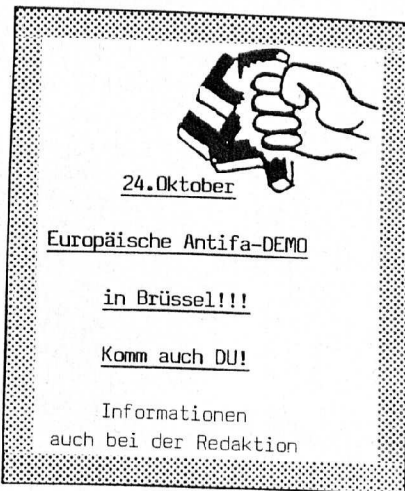 24.Oktober
Europäische Antifa-DEMO
in Brüssel!!!
Komm auch DU!
Informationen
auch bei der Redaktion